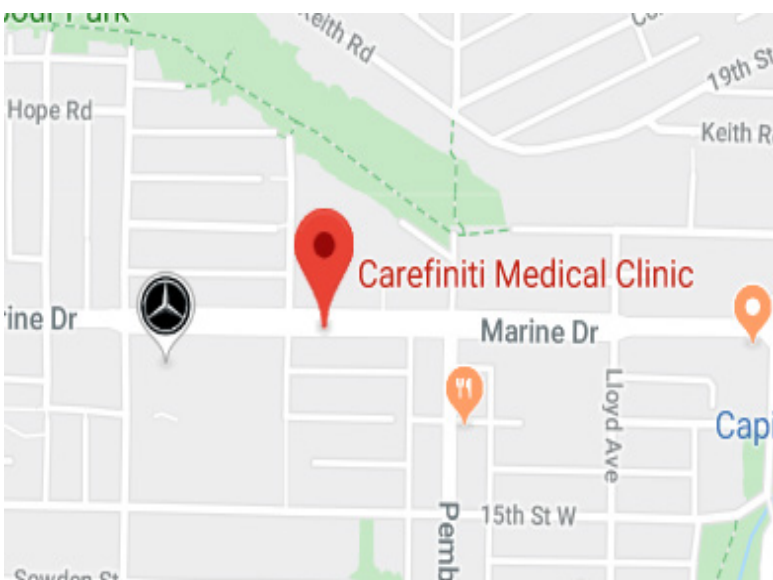 Keith Rd
19th St
Hope Rd
Keith R
Carefiniti Medical Clinic
rine Dr
Marine Dr
Lloyd Ave
Capi
15th St W
Pemb